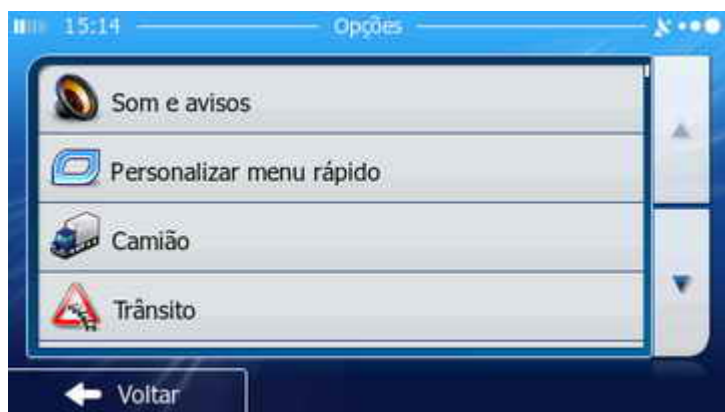 15:14 Opções
Som e avisos
Personalizar menu rápido
Camião
Trânsito
Voltar